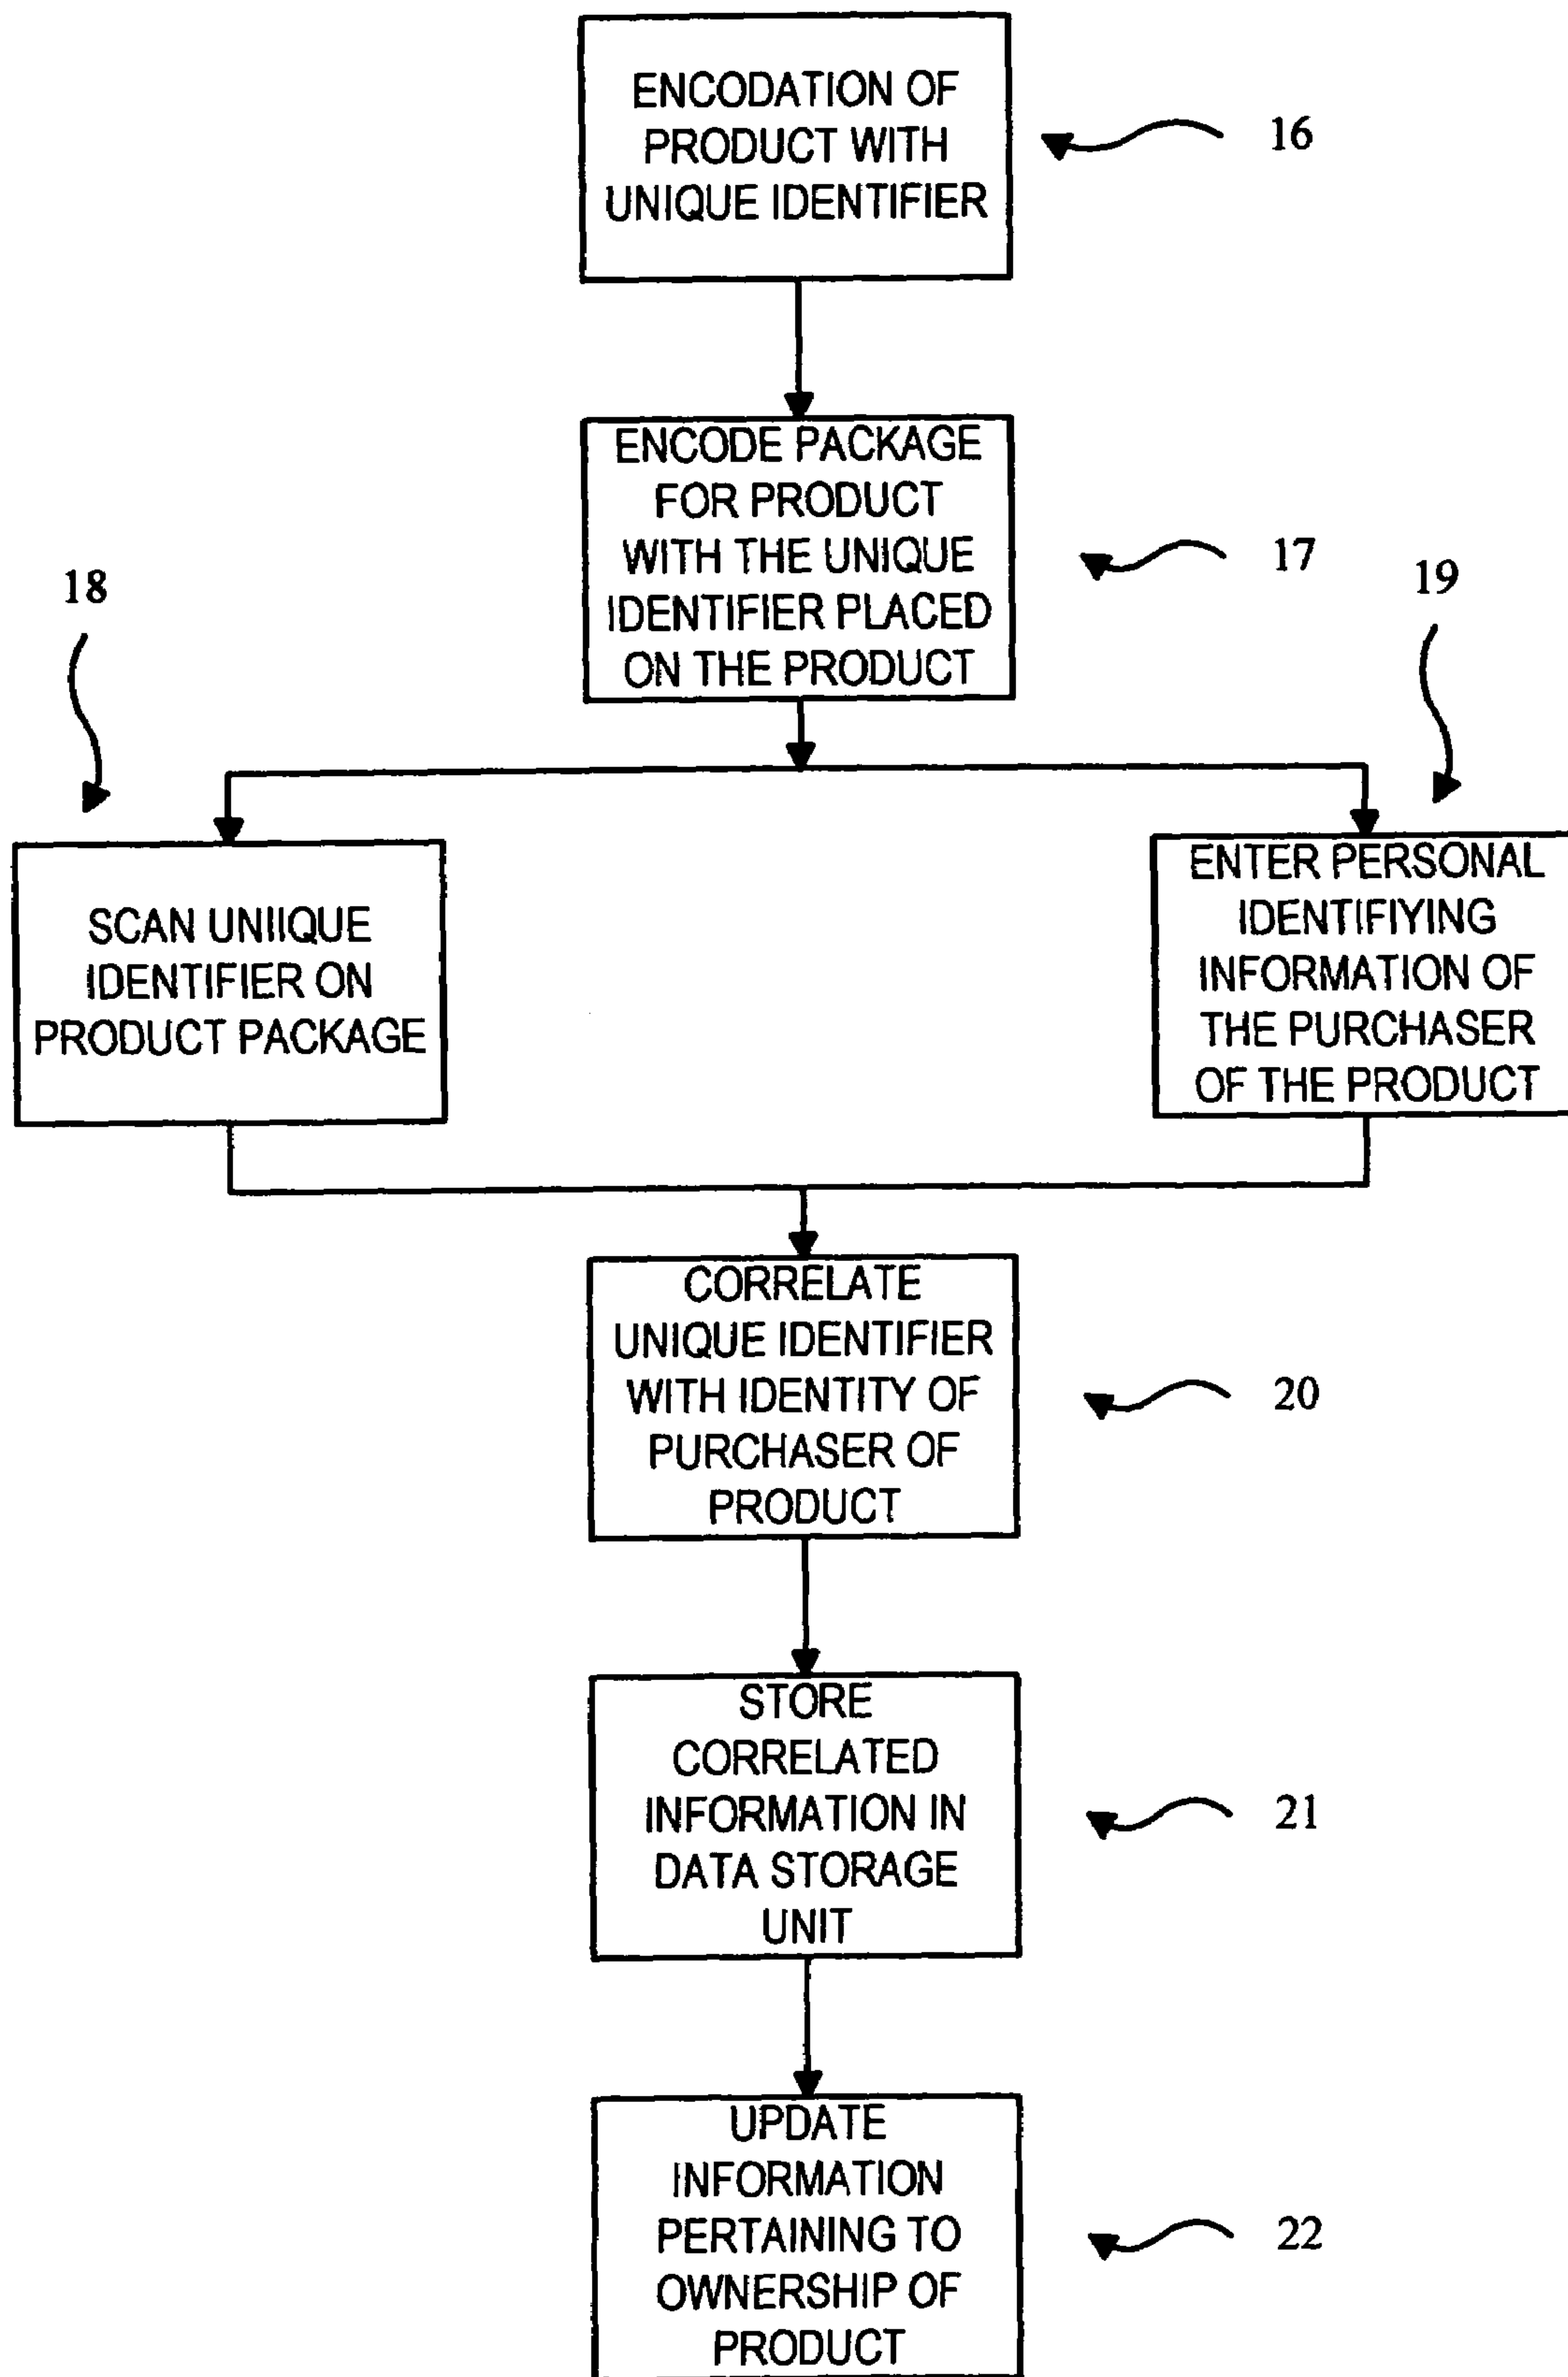 ENCODATION OF
PRODUCT WITH
UNIQUE IDENTIFIER
16
ENCODE PACKAGE
FOR PRODUCT
WITH THE UNIQUE
IDENTIFIER PLACED
ON THE PRODUCT
17
18
19
SCAN UNIIQUE
IDENTIFIER ON
PRODUCT PACKAGE
ENTER PERSONAL
IDENTIFIYING
INFORMATION OF
THE PURCHASER
OF THE PRODUCT
CORRELATE
UNIQUE IDENTIFIER
WITH IDENTITY OF
PURCHASER OF
PRODUCT
20
STORE
CORRELATED
INFORMATION IN
DATA STORAGE
UNIT
21
UPDATE
INFORMATION
PERTAINING TO
OWNERSHIP OF
PRODUCT
22